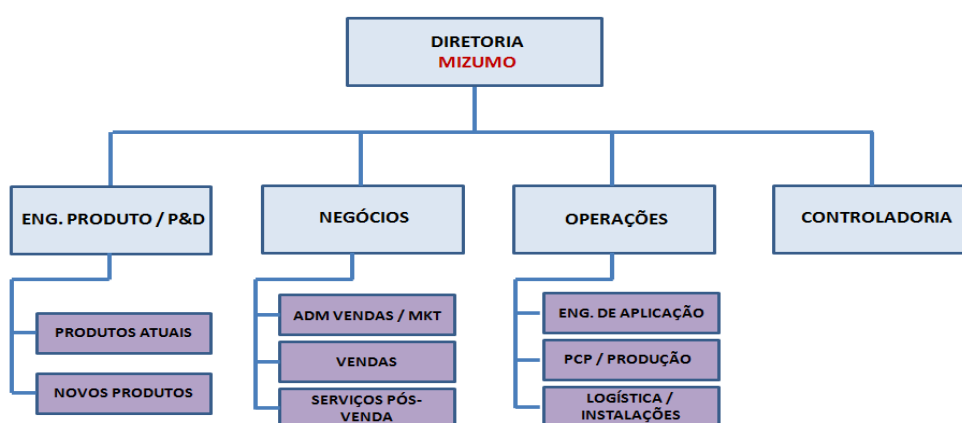 DIRETORIA
MIZUMO
ENG. PRODUTO / P&D
NEGÓCIOS
OPERAÇÕES
CONTROLADORIA
PRODUTOS ATUAIS
NOVOS PRODUTOS
ADM VENDAS / MKT
VENDAS
SERVIÇOS PÓS-
VENDA
ENG. DE APLICAÇÃO
PCP / PRODUÇÃO
LOGÍSTICA /
INSTALAÇÕES